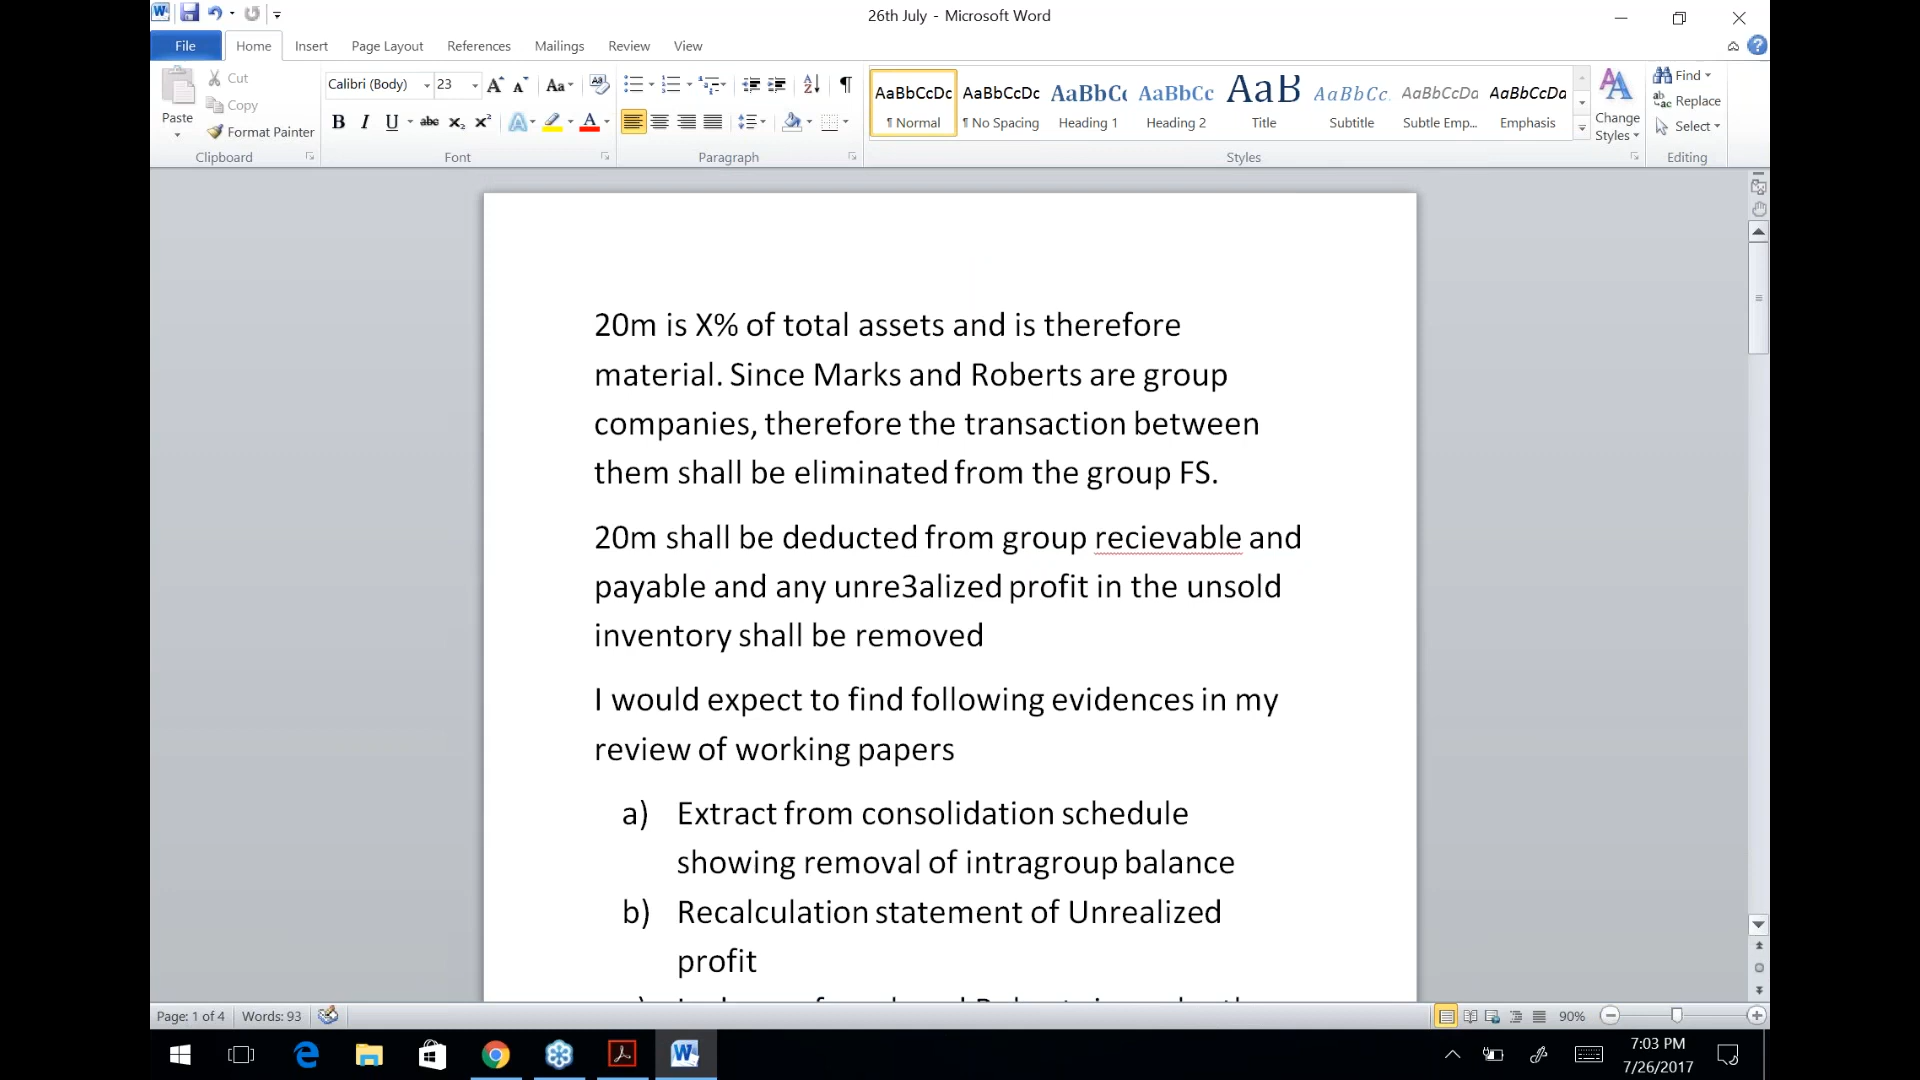 26th July - Microsoft Word
File Home Insert Page Layout References Mailings Review View
Cut
Copy
Format Painter
Paste
Clipboard
Calibri (Body) 23
Font
Paragraph
AaBbCcDc AaBbCcDc AaBbC AaBbCc AaB AaBbCc. AaBbCcDa AaBbCcDa
¶ Normal ¶ No Spacing Heading 1 Heading 2 Title Subtitle Subtle Emp... Emphasis
Styles
Change
Styles
Find
Replace
Select
Editing
20m is X% of total assets and is therefore
material. Since Marks and Roberts are group
companies, therefore the transaction between
them shall be eliminated from the group FS.
20m shall be deducted from group recievable and
payable and any unre3alized profit in the unsold
inventory shall be removed
I would expect to find following evidences in my
review of working papers
a) Extract from consolidation schedule
showing removal of intragroup balance
b) Recalculation statement of Unrealized
profit
Page: 1 of 4 Words: 93 90%
7:03 PM
7/26/2017